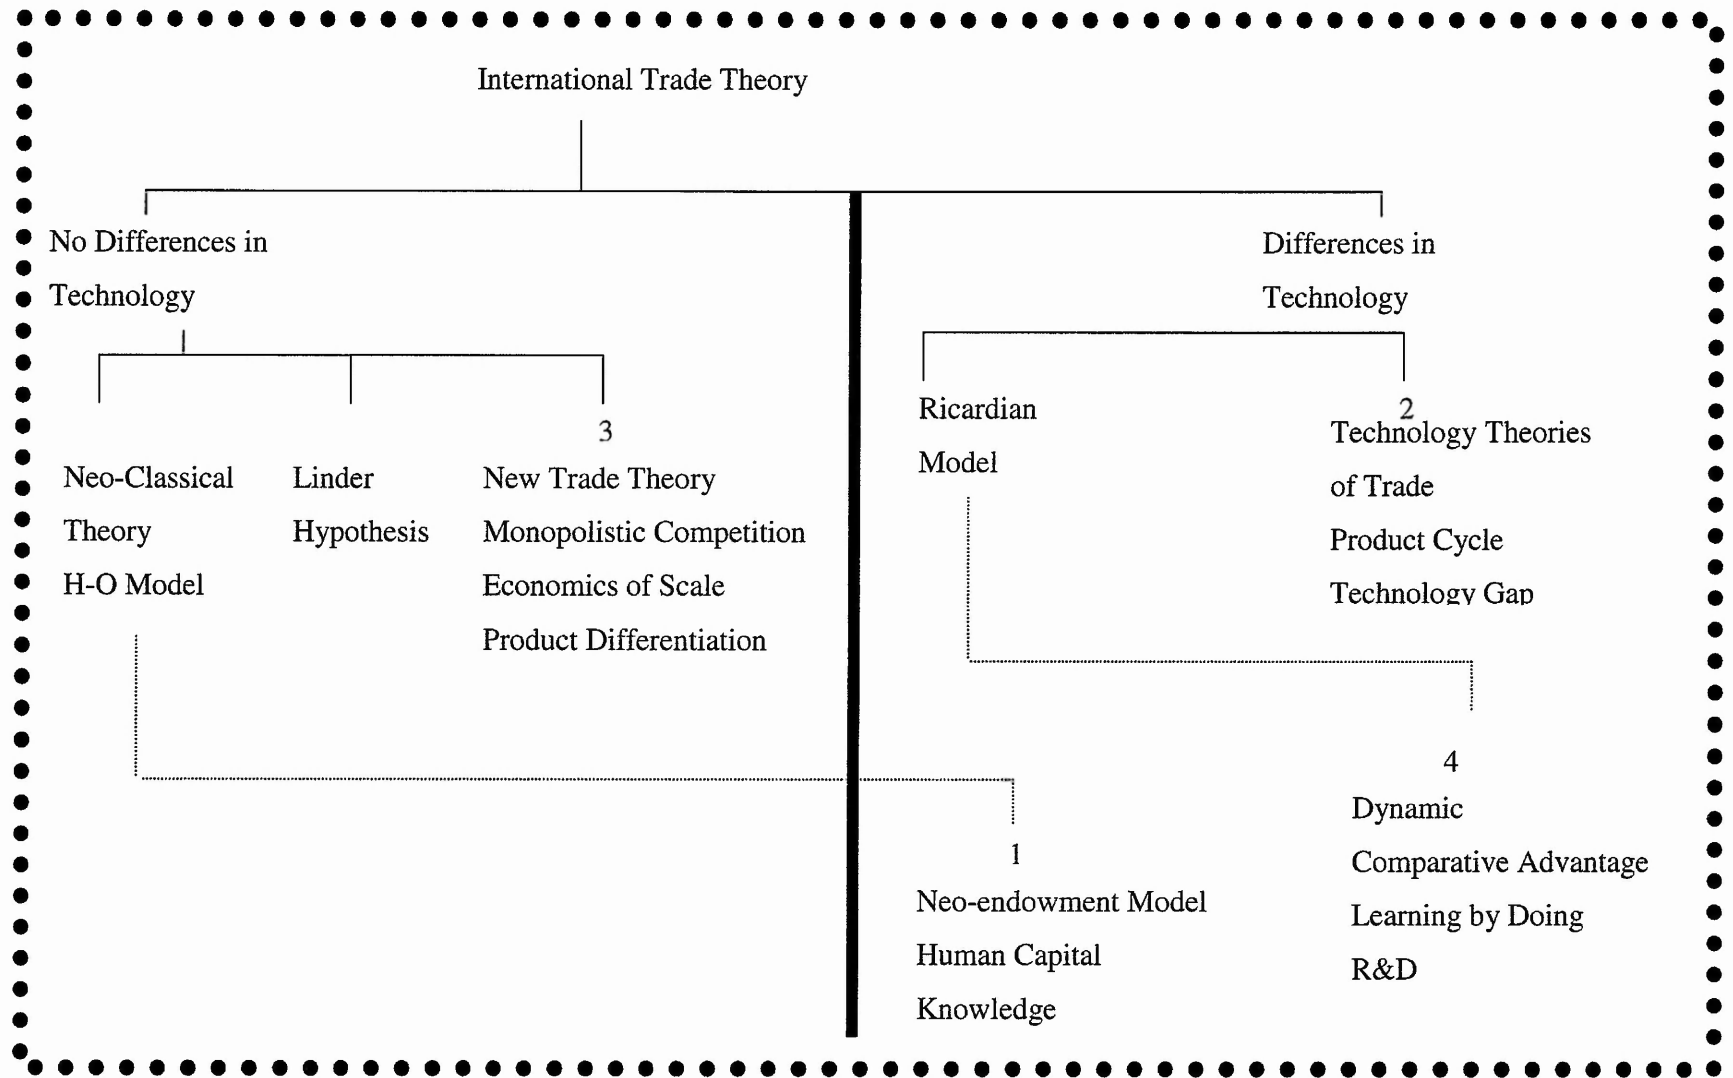 International Trade Theory
No Differences in
Technology
Differences in
Technology
Neo-Classical
Theory
H-O Model
Linder
Hypothesis
3
New Trade Theory
Monopolistic Competition
Economics of Scale
Product Differentiation
Ricardian
Model
2
Technology Theories
of Trade
Product Cycle
Technology Gap
1
Neo-endowment Model
Human Capital
Knowledge
4
Dynamic
Comparative Advantage
Learning by Doing
R&D